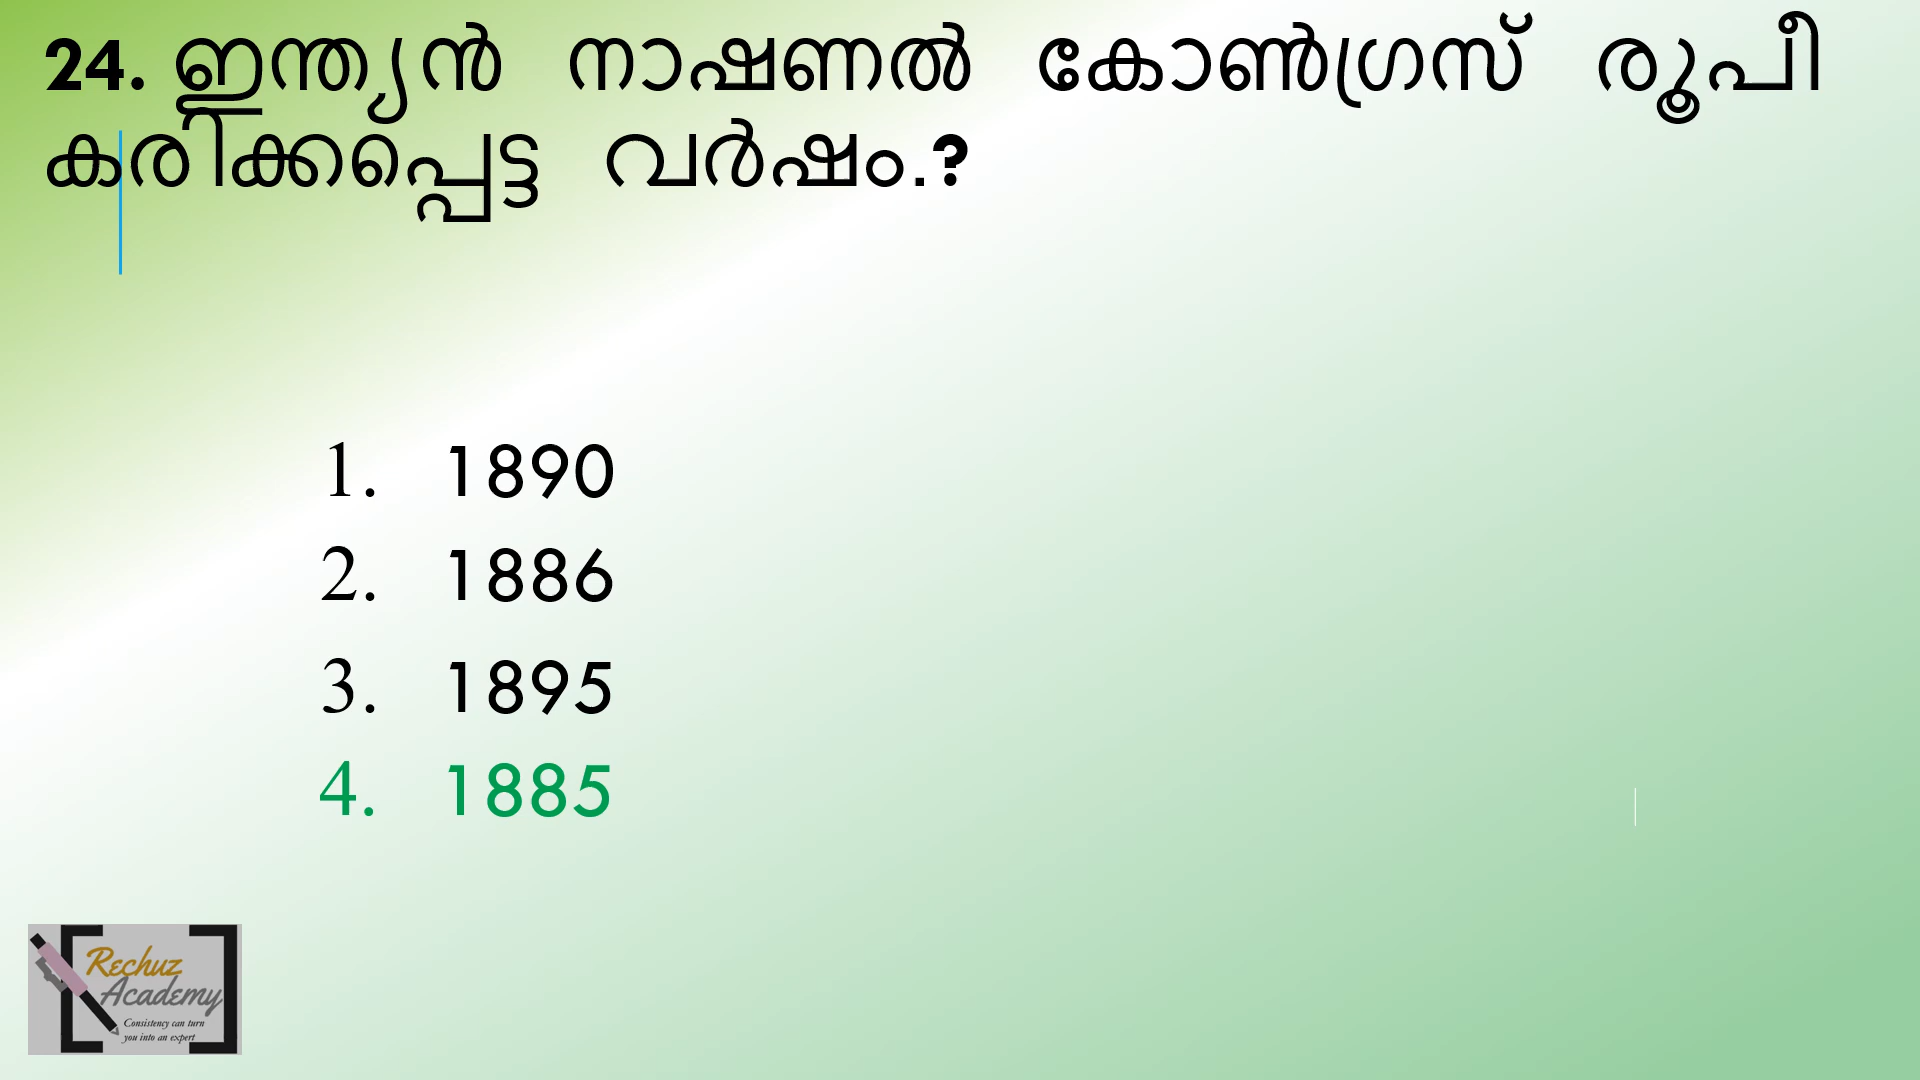 24. ഇന്ത്യൻ നാഷണൽ കോൺഗ്രസ് രൂപീ
കരിക്കപ്പെട്ട വർഷം.?
1. 1890
2. 1886
3. 1895
4. 1885
Rechuz
Academy
Consistency can turn
you into an expert